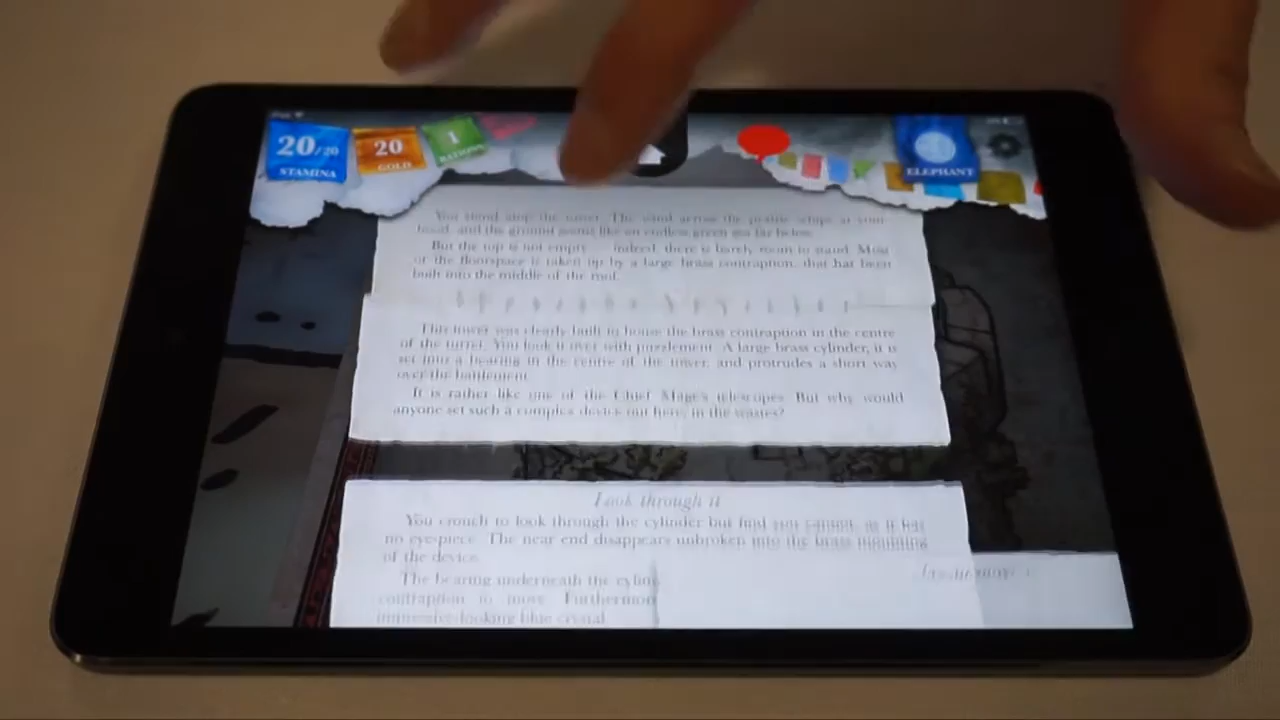 20/20
STAMINA
20
GOLD
1
RATIONS
ELEPHANT
You stand atop the turret. The wind across the prairie whips at your
head, and the ground seems like an endless green sea far below.
But the top is not empty indeed, there is barely room to stand. Most
of the floorspace is taken up by a large brass contraption, that has been
built into the middle of the roof.
This tower was clearly built to house the brass contraption in the centre
of the turret. You look it over with puzzlement. A large brass cylinder, it is
set into a bearing in the centre of the tower, and protrudes a short way
over the battlement.
It is rather like one of the Chief Mage's telescopes. But why would
anyone set such a complex device out here, in the wastes?
Look through it
You crouch to look through the cylinder but find you cannot, as it has
no eyepiece. The near end disappears unbroken into the brass mounting
of the device.
The bearing underneath the cylin
contraption to move. Furthermor
impressive-looking blue crystal